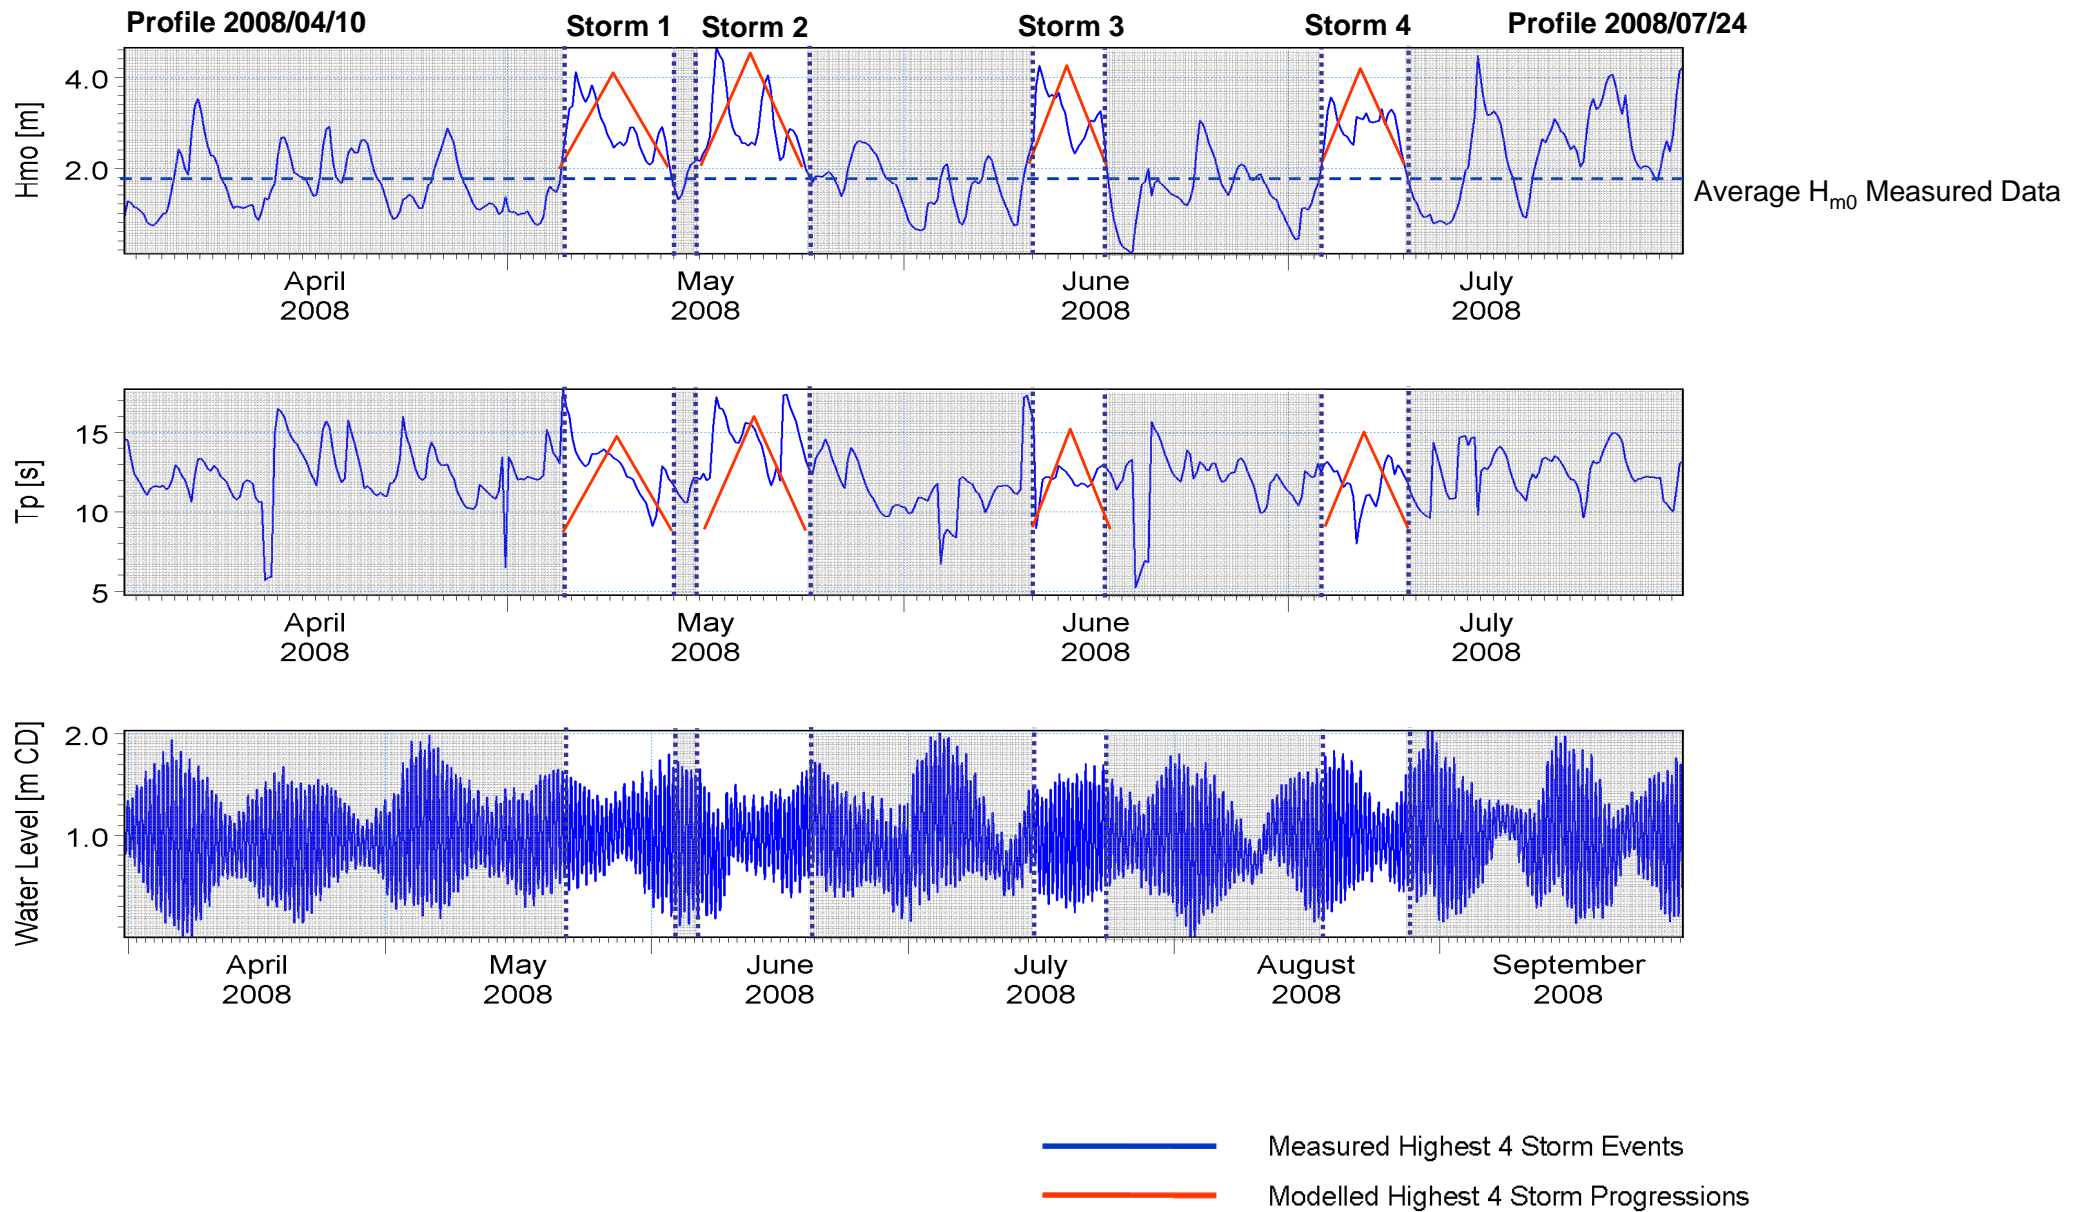 Profile 2008/04/10
Storm 1
Storm 2
Storm 3
Storm 4
Profile 2008/07/24
Hmo [m]
4.0
2.0
Average Hm0 Measured Data
April
2008
May
2008
June
2008
July
2008
Tp [s]
15
10
5
April
2008
May
2008
June
2008
July
2008
Water Level [m CD]
2.0
1.0
April
2008
May
2008
June
2008
July
2008
August
2008
September
2008
Measured Highest 4 Storm Events
Modelled Highest 4 Storm Progressions